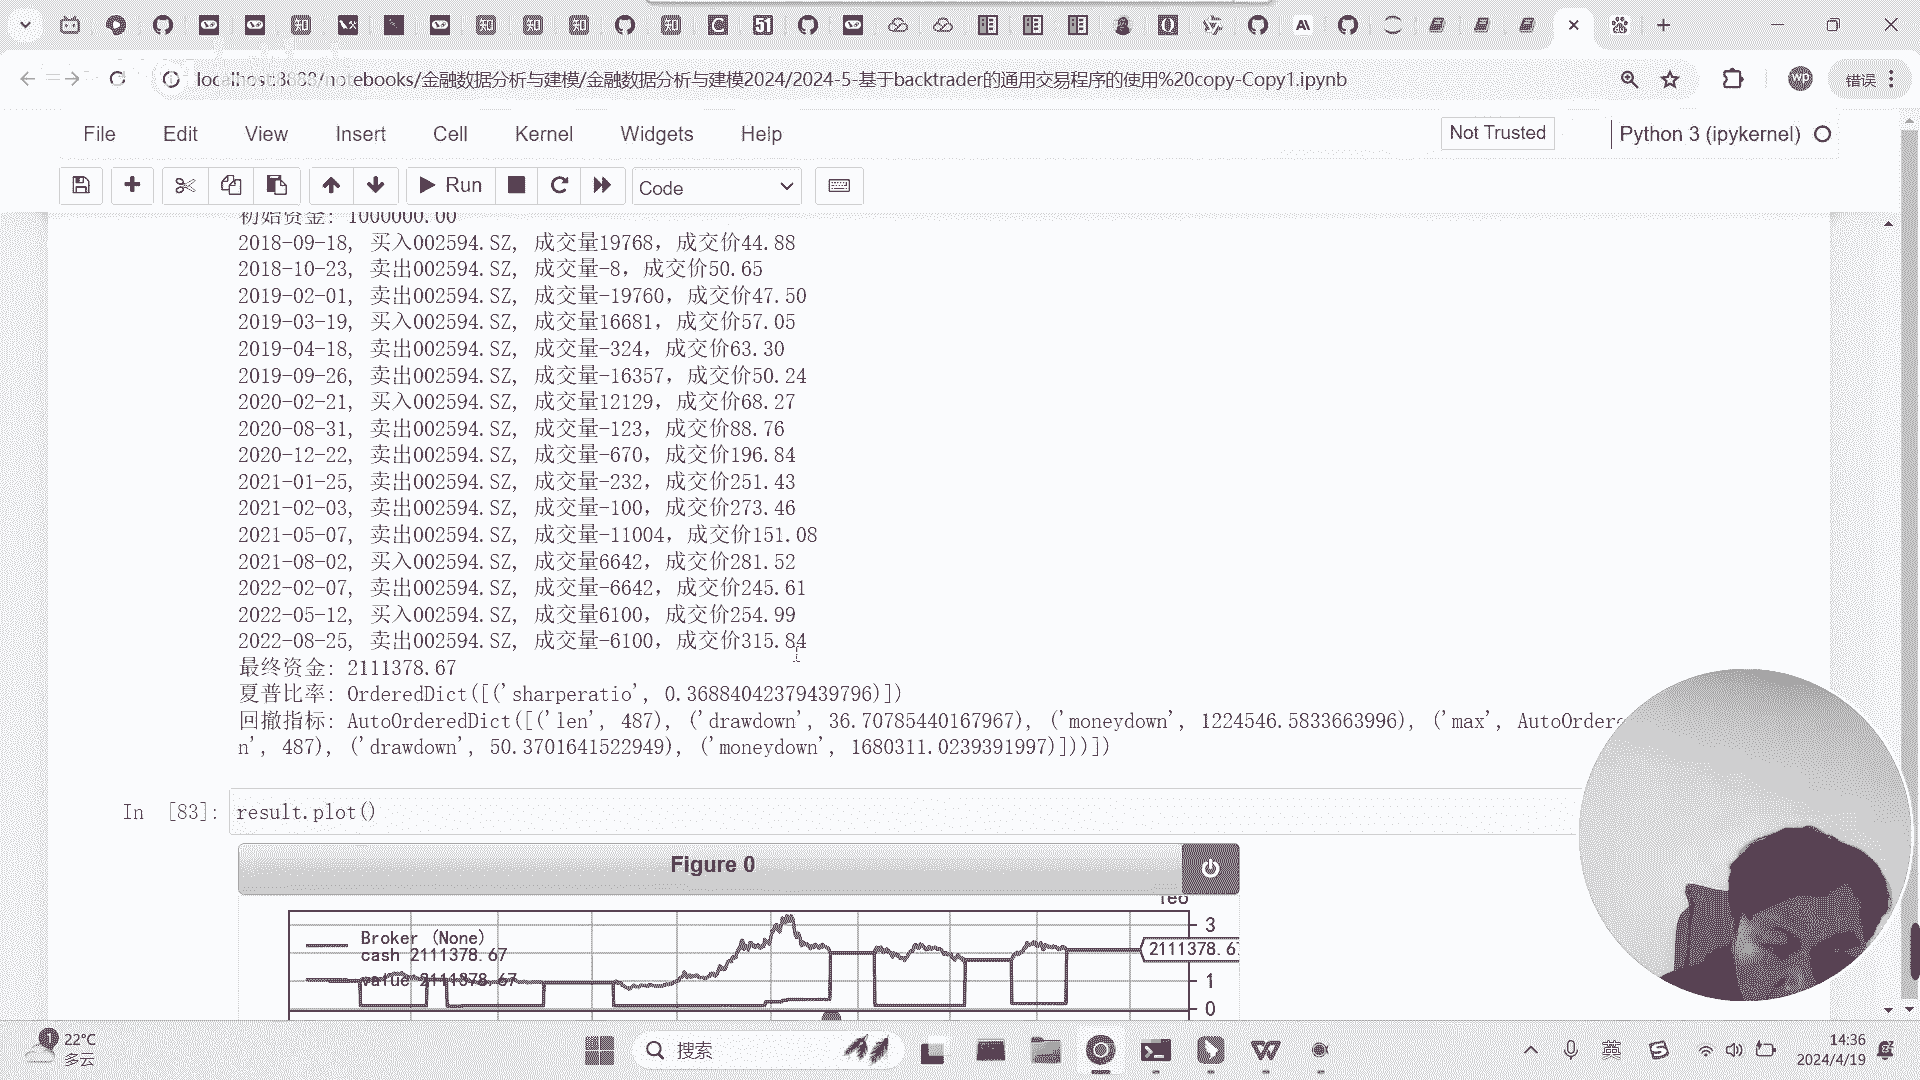 localhost:8888/notebooks/金融数据分析与建模/金融数据分析与建模2024/2024-5-基于backtrader的通用交易程序的使用%20copy-Copy1.ipynb
错误
File Edit View Insert Cell Kernel Widgets Help
Not Trusted
Python 3 (ipykernel)
Run
Code
初始资金: 1000000.00
2018-09-18, 买入002594.SZ, 成交量19768，成交价44.88
2018-10-23, 卖出002594.SZ, 成交量-8，成交价50.65
2019-02-01, 卖出002594.SZ, 成交量-19760，成交价47.50
2019-03-19, 买入002594.SZ, 成交量16681，成交价57.05
2019-04-18, 卖出002594.SZ, 成交量-324，成交价63.30
2019-09-26, 卖出002594.SZ, 成交量-16357，成交价50.24
2020-02-21, 买入002594.SZ, 成交量12129，成交价68.27
2020-08-31, 卖出002594.SZ, 成交量-123，成交价88.76
2020-12-22, 卖出002594.SZ, 成交量-670，成交价196.84
2021-01-25, 卖出002594.SZ, 成交量-232，成交价251.43
2021-02-03, 卖出002594.SZ, 成交量-100，成交价273.46
2021-05-07, 卖出002594.SZ, 成交量-11004，成交价151.08
2021-08-02, 买入002594.SZ, 成交量6642，成交价281.52
2022-02-07, 卖出002594.SZ, 成交量-6642，成交价245.61
2022-05-12, 买入002594.SZ, 成交量6100，成交价254.99
2022-08-25, 卖出002594.SZ, 成交量-6100，成交价315.84
最终资金: 2111378.67
夏普比率: OrderedDict([('sharperatio', 0.36884042379439796)])
回撤指标: AutoOrderedDict([('len', 487), ('drawdown', 36.70785440167967), ('moneydown', 1224546.5833663996), ('max', AutoOrdere
n', 487), ('drawdown', 50.3701641522949), ('moneydown', 1680311.0239391997)]))])
In [83]: result.plot()
Figure 0
1e6
Broker (None)
cash 2111378.67
value 2111378.67
3
2111378.67
1
0
22°C
多云
搜索
英
14:36
2024/4/19